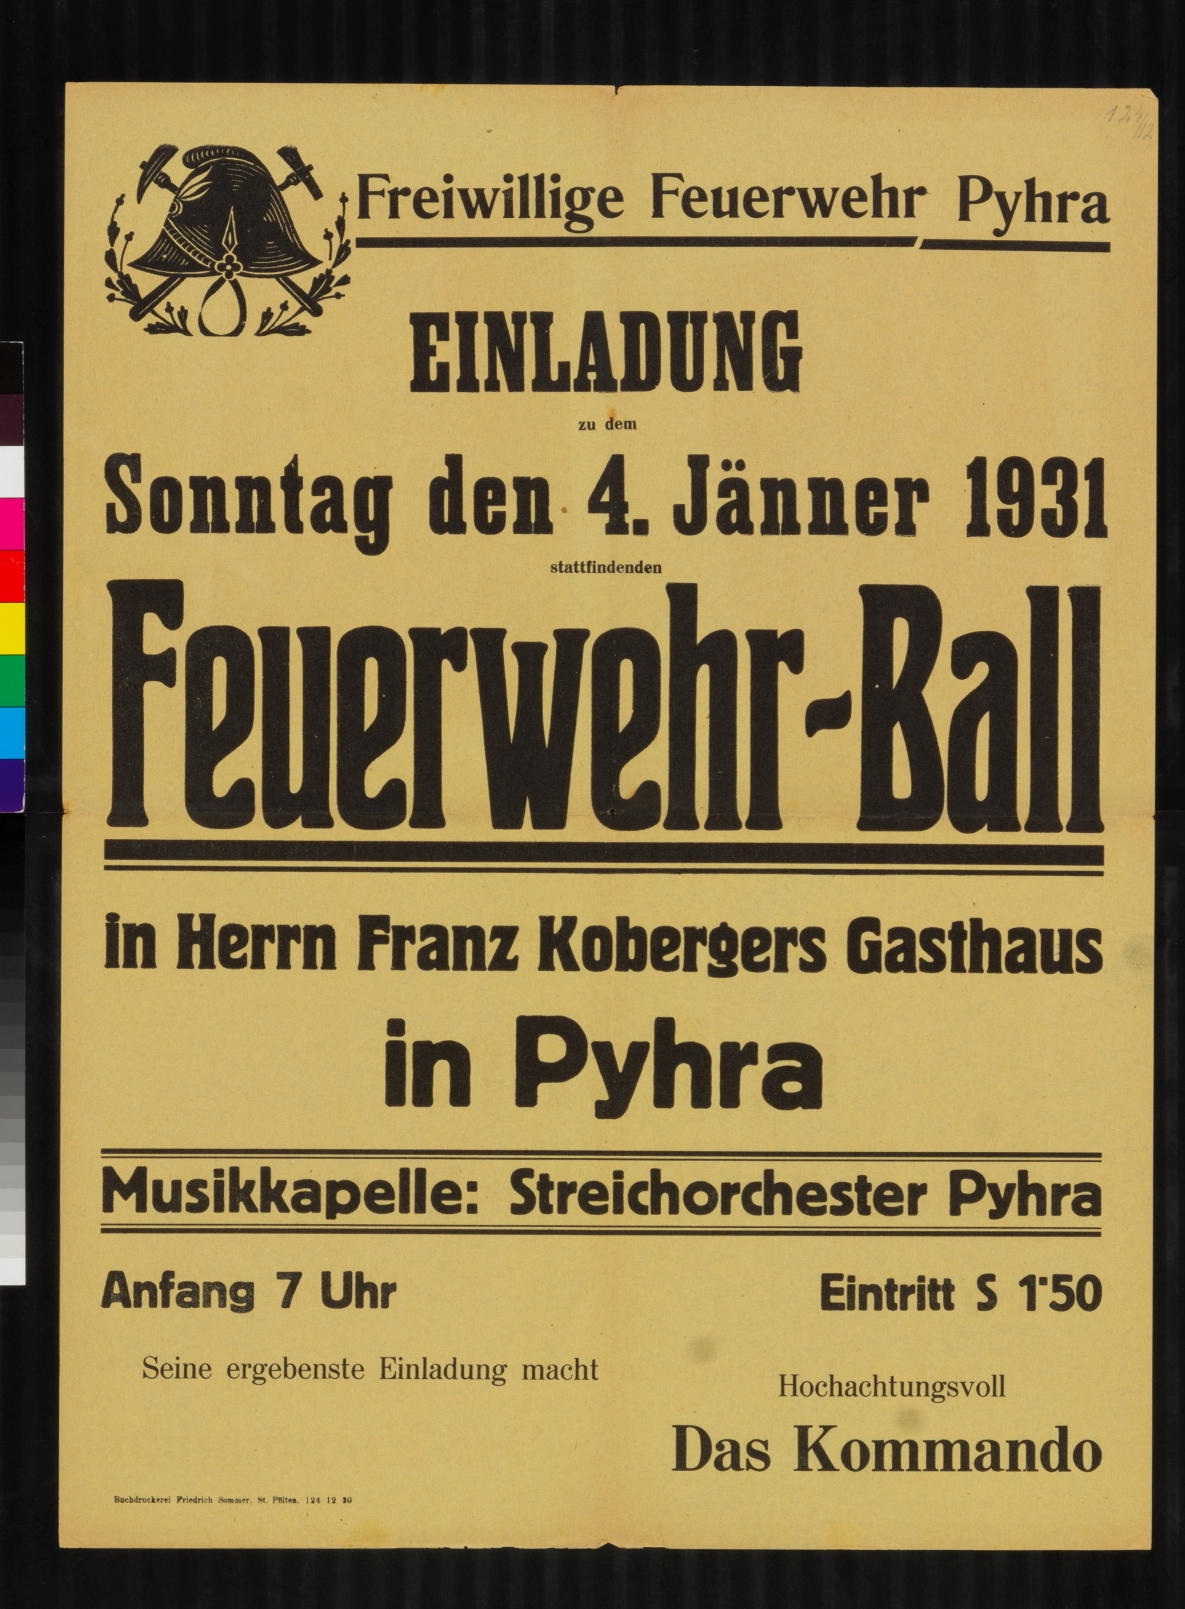 Freiwillige Feuerwehr Pyhra
EINLADUNG
zu dem
Sonntag den 4. Jänner 1931
stattfindenden
Feuerwehr-Ball
in Herrn Franz Kobergers Gasthaus
in Pyhra
Musikkapelle: Streichorchester Pyhra
Anfang 7 Uhr
Eintritt S 1·50
Seine ergebenste Einladung macht
Hochachtungsvoll
Das Kommando
Buchdruckerei Friedrich Sommer, St. Pölten. 124 12 30